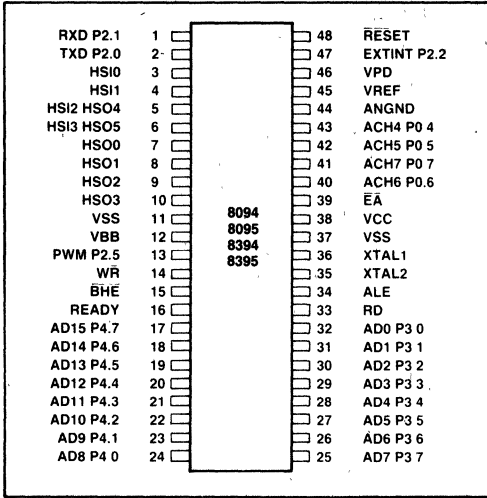 RXD P2.1 1 48 RESET
TXD P2.0 2 47 EXTINT P2.2
HSI0 3 46 VPD
HSI1 4 45 VREF
HSI2 HSO4 5 44 ANGND
HSI3 HSO5 6 43 ACH4 P0 4
HSO0 7 42 ACH5 P0 5
HSO1 8 41 ACH7 P0 7
HSO2 9 40 ACH6 P0.6
HSO3 10 39 EA
VSS 11 38 VCC
VBB 12 37 VSS
PWM P2.5 13 36 XTAL1
WR 14 35 XTAL2
BHE 15 34 ALE
READY 16 33 RD
AD15 P4.7 17 32 AD0 P3 0
AD14 P4.6 18 31 AD1 P3 1
AD13 P4.5 19 30 AD2 P3 2
AD12 P4.4 20 29 AD3 P3 3
AD11 P4.3 21 28 AD4 P3 4
AD10 P4.2 22 27 AD5 P3 5
AD9 P4.1 23 26 AD6 P3 6
AD8 P4 0 24 25 AD7 P3 7
8094
8095
8394
8395